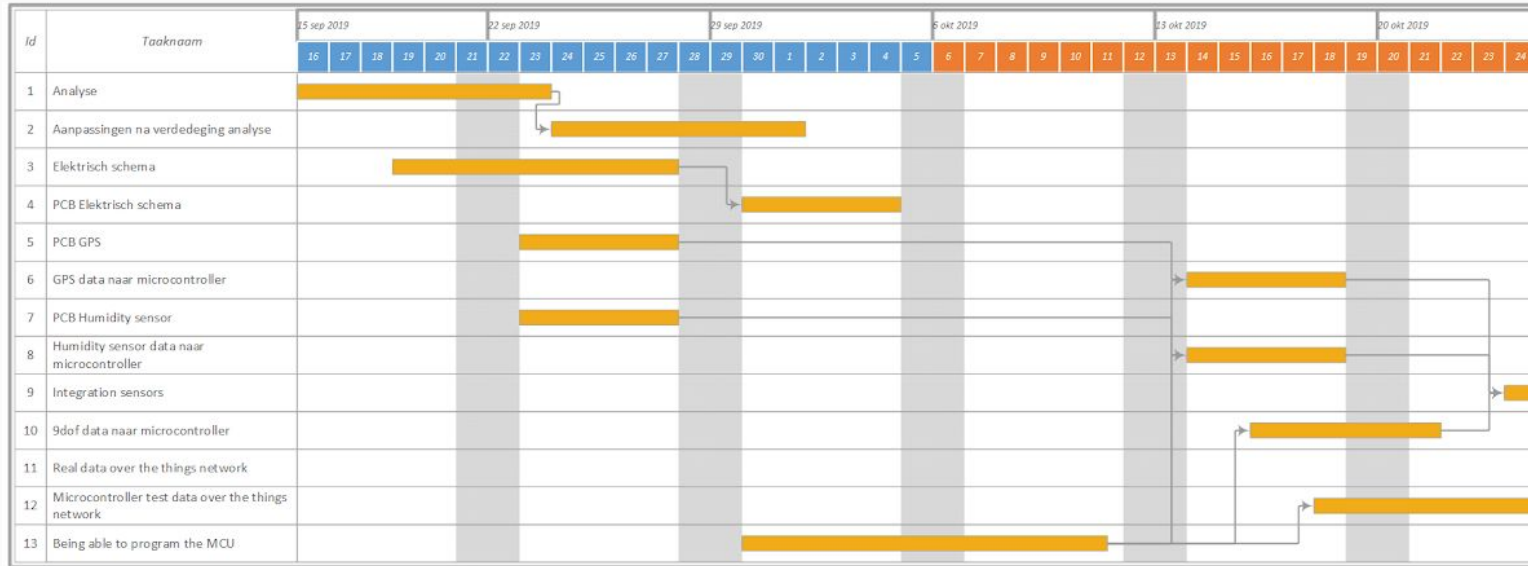 Id
Taaknaam
15 sep 2019
22 sep 2019
29 sep 2019
6 okt 2019
13 okt 2019
20 okt 2019
16 17 18 19 20 21 22 23 24 25 26 27 28 29 30 1 2 3 4 5 6 7 8 9 10 11 12 13 14 15 16 17 18 19 20 21 22 23 24
1 Analyse
2 Aanpassingen na verdedeging analyse
3 Elektrisch schema
4 PCB Elektrisch schema
5 PCB GPS
6 GPS data naar microcontroller
7 PCB Humidity sensor
8 Humidity sensor data naar
microcontroller
9 Integration sensors
10 9dof data naar microcontroller
11 Real data over the things network
12 Microcontroller test data over the things
network
13 Being able to program the MCU